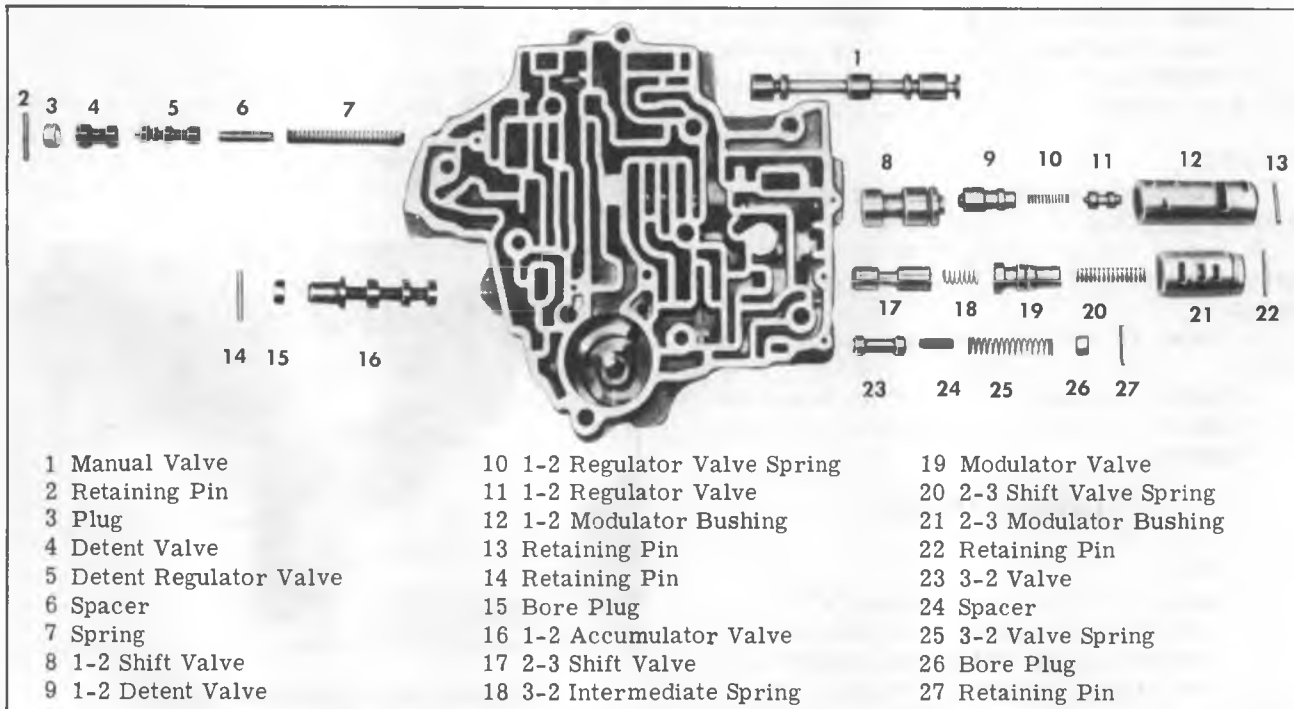 1
2 3 4 5 6 7
8 9 10 11 12 13
14 15 16
17 18 19 20 21 22
23 24 25 26 27
1 Manual Valve
2 Retaining Pin
3 Plug
4 Detent Valve
5 Detent Regulator Valve
6 Spacer
7 Spring
8 1-2 Shift Valve
9 1-2 Detent Valve
10 1-2 Regulator Valve Spring
11 1-2 Regulator Valve
12 1-2 Modulator Bushing
13 Retaining Pin
14 Retaining Pin
15 Bore Plug
16 1-2 Accumulator Valve
17 2-3 Shift Valve
18 3-2 Intermediate Spring
19 Modulator Valve
20 2-3 Shift Valve Spring
21 2-3 Modulator Bushing
22 Retaining Pin
23 3-2 Valve
24 Spacer
25 3-2 Valve Spring
26 Bore Plug
27 Retaining Pin